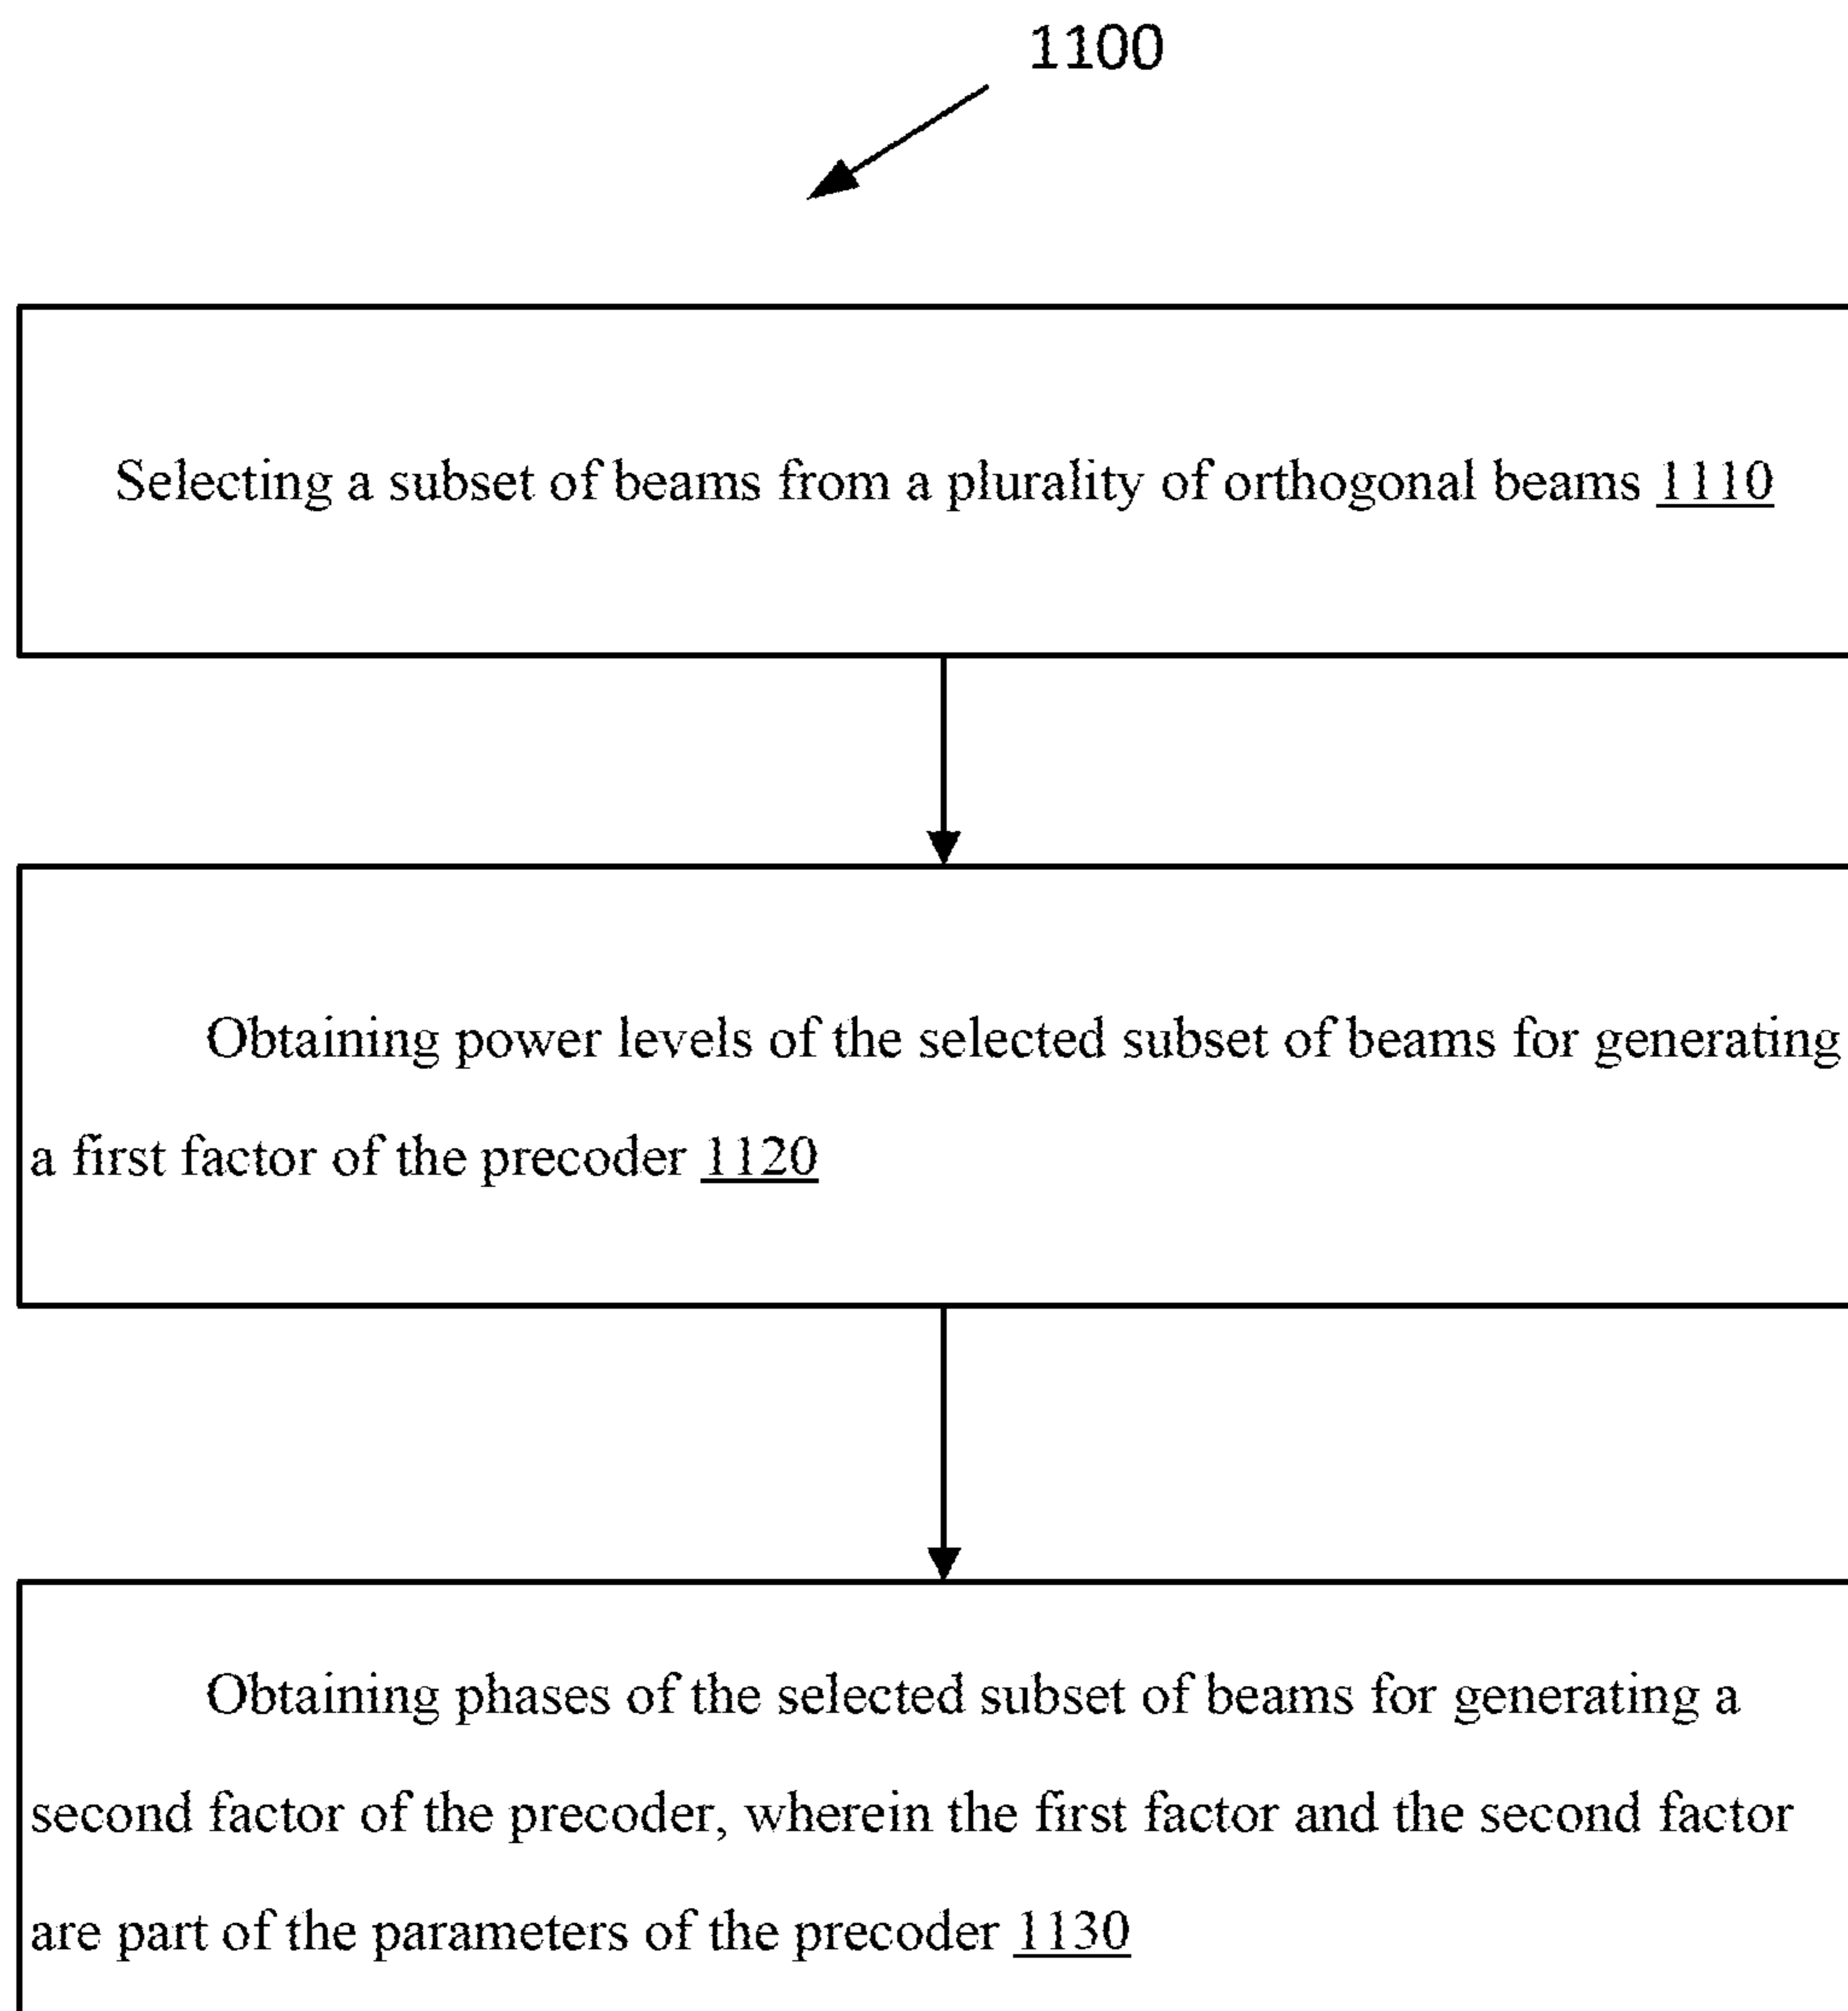 1100
Selecting a subset of beams from a plurality of orthogonal beams 1110
Obtaining power levels of the selected subset of beams for generating
a first factor of the precoder 1120
Obtaining phases of the selected subset of beams for generating a
second factor of the precoder, wherein the first factor and the second factor
are part of the parameters of the precoder 1130